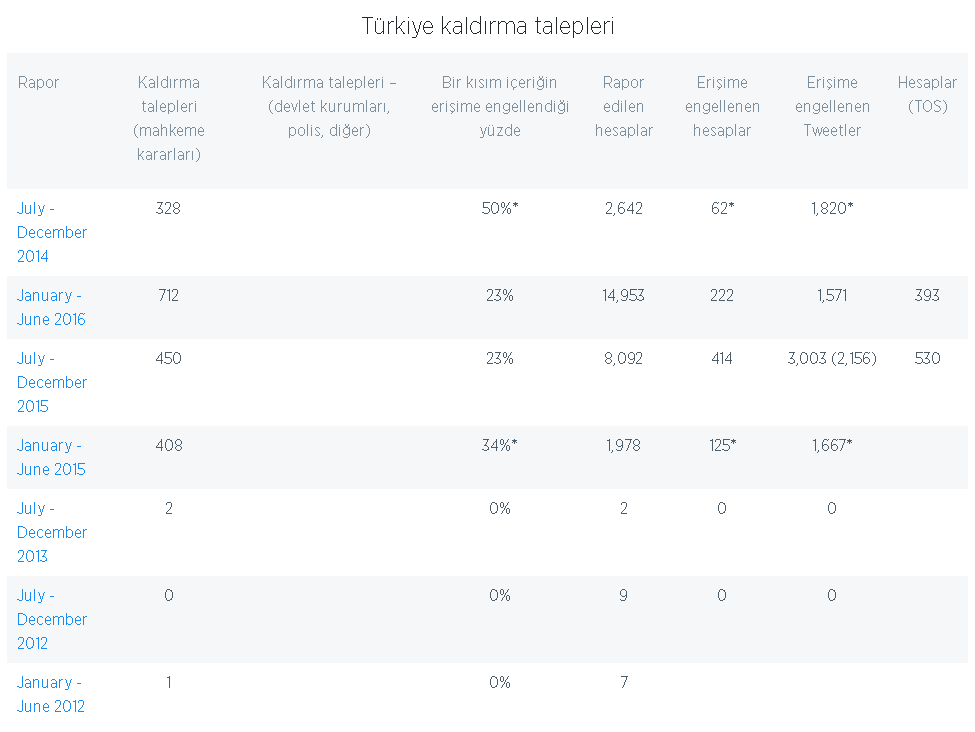 Türkiye kaldırma talepleri
Rapor
Kaldırma
talepleri
(mahkeme
kararları)
Kaldırma talepleri –
(devlet kurumları,
polis, diğer)
Bir kısım içeriğin
erişime engellendiği
yüzde
Rapor
edilen
hesaplar
Erişime
engellenen
hesaplar
Erişime
engellenen
Tweetler
Hesaplar
(TOS)
July -
December
2014
328
50%*
2,642
62*
1,820*
January -
June 2016
712
23%
14,953
222
1,571
393
July -
December
2015
450
23%
8,092
414
3,003 (2,156)
530
January -
June 2015
408
34%*
1,978
125*
1,667*
July -
December
2013
2
0%
2
0
0
July -
December
2012
0
0%
9
0
0
January -
June 2012
1
0%
7